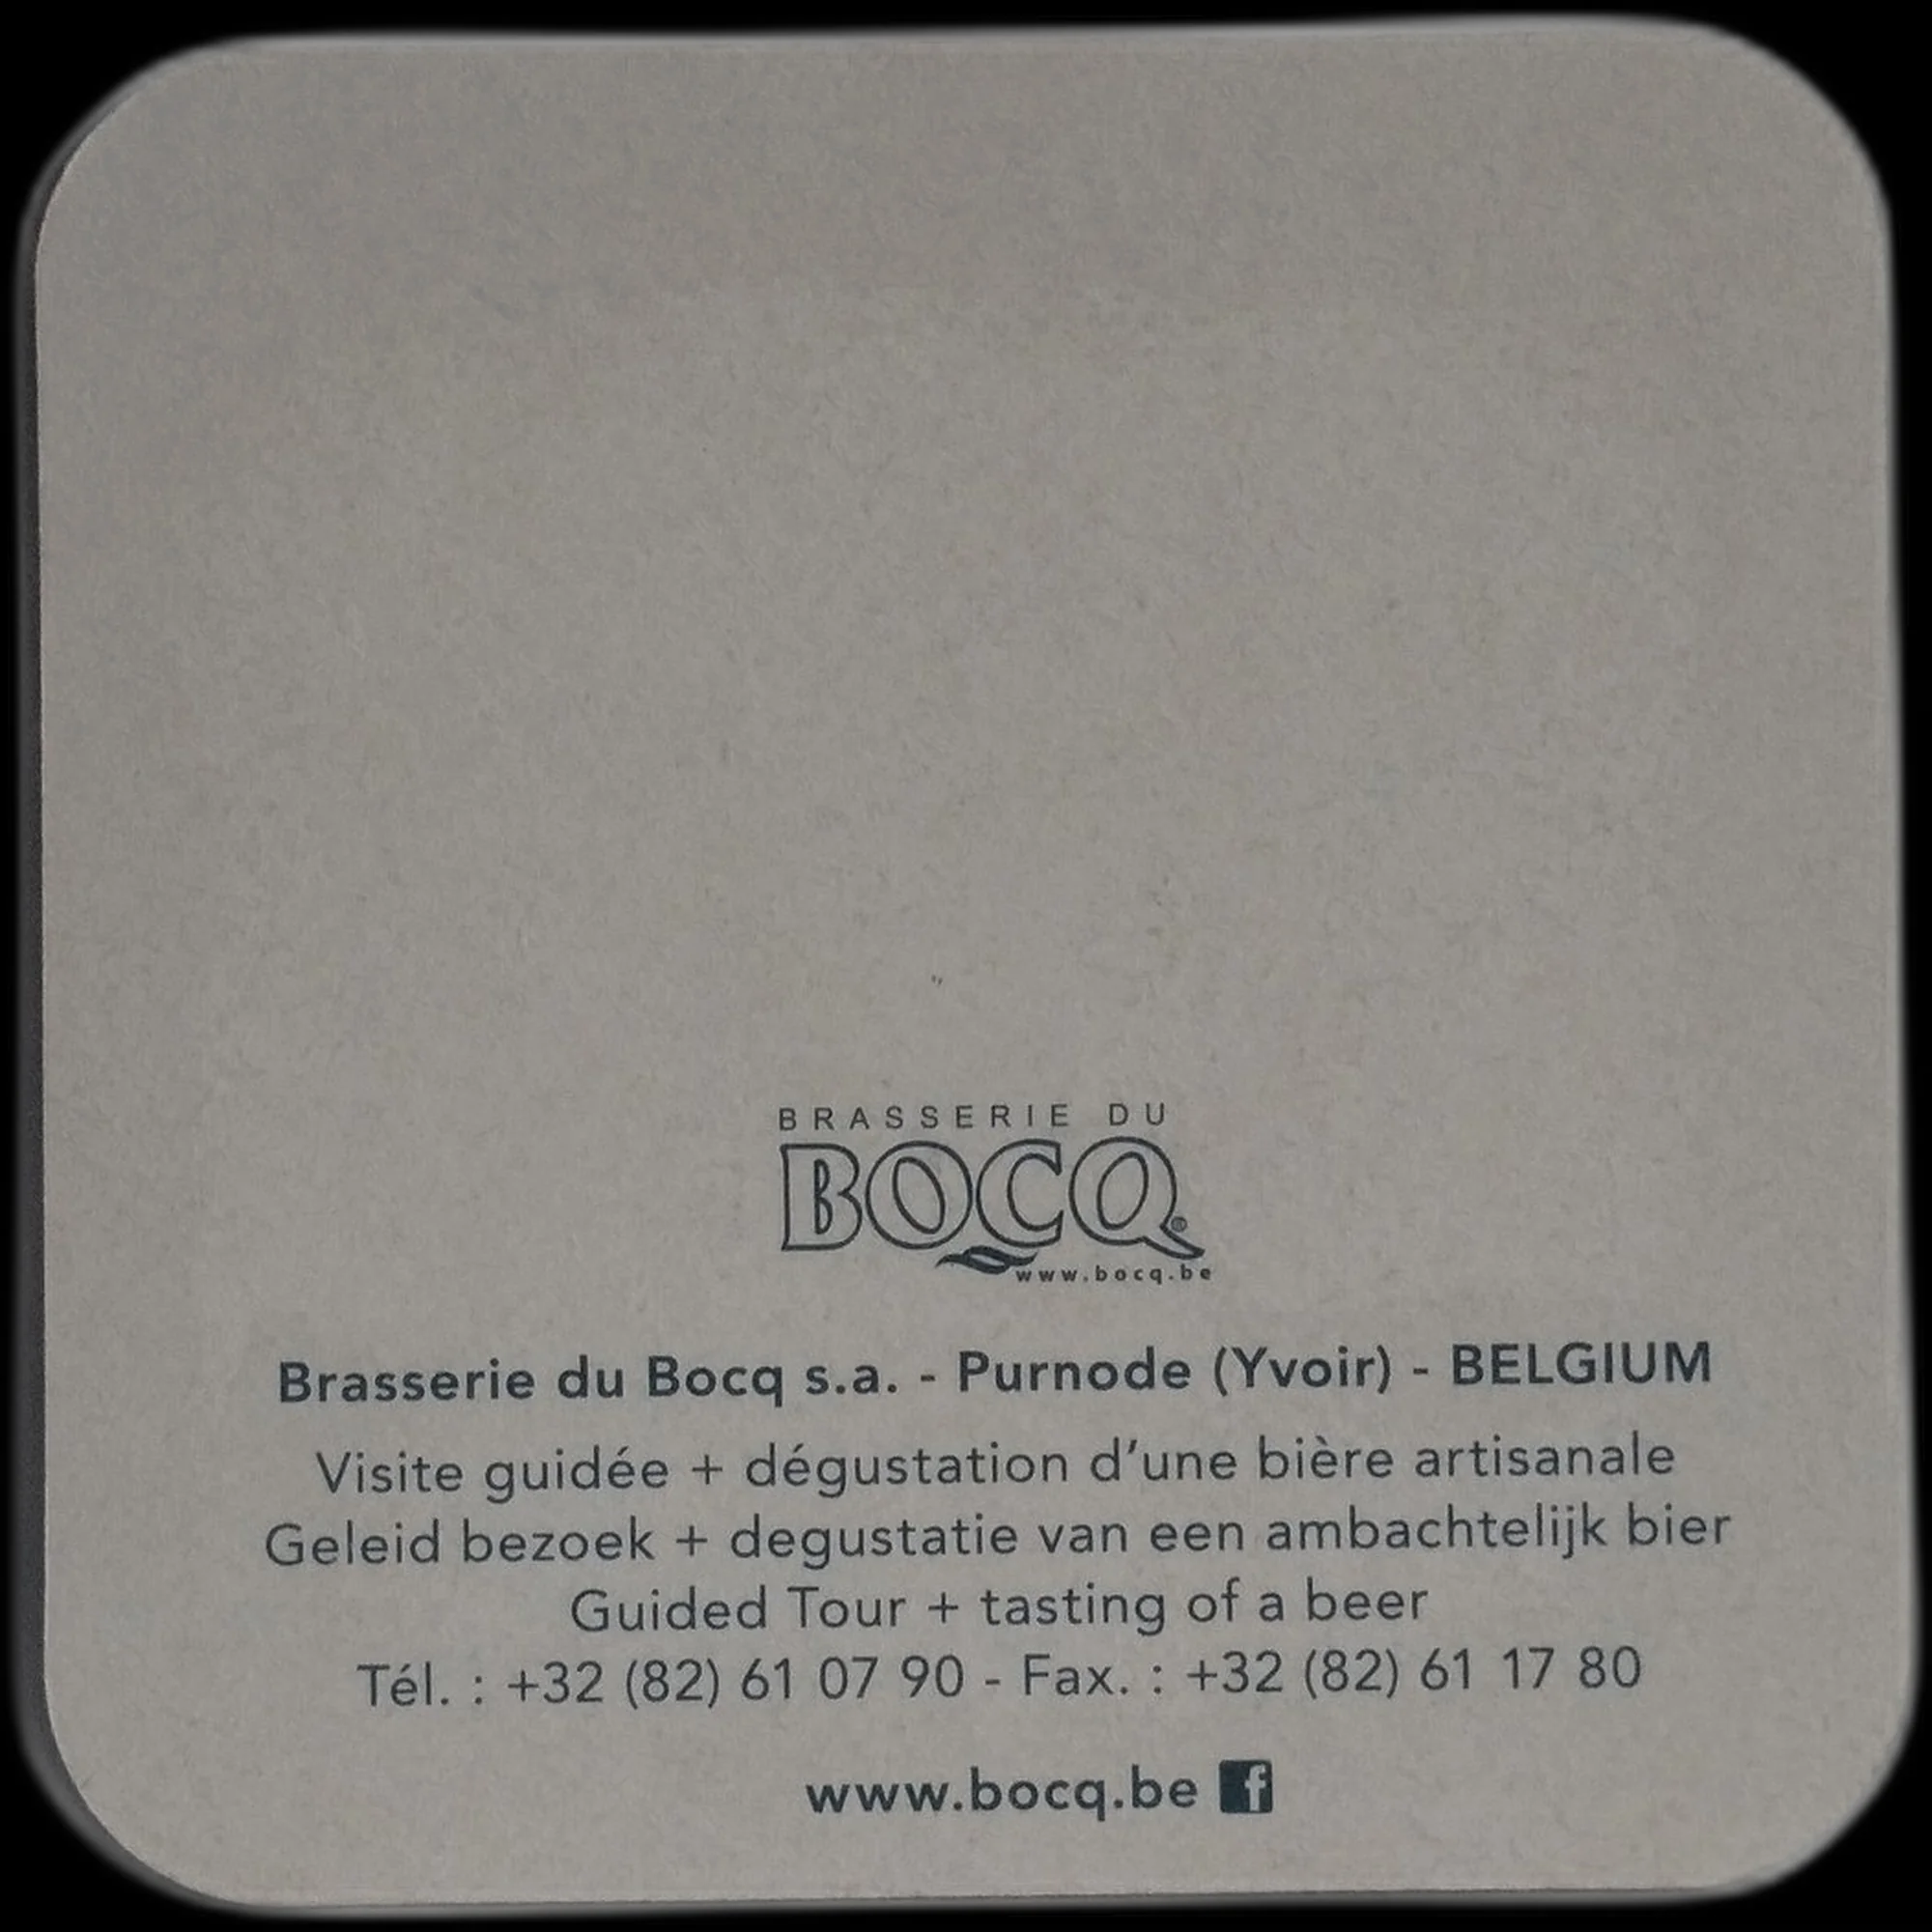 BRASSERIE DU
BOCQ®
www.bocq.be
Brasserie du Bocq s.a. - Purnode (Yvoir) - BELGIUM
Visite guidée + dégustation d’une bière artisanale
Geleid bezoek + degustatie van een ambachtelijk bier
Guided Tour + tasting of a beer
Tél. : +32 (82) 61 07 90 - Fax. : +32 (82) 61 17 80
www.bocq.be f